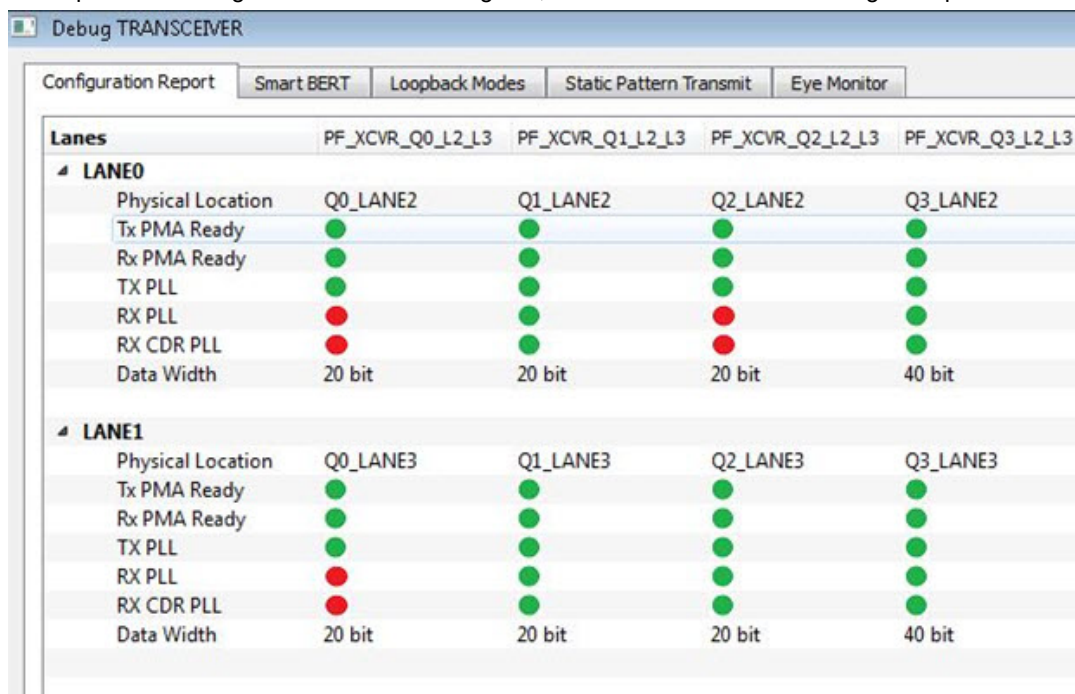 Debug TRANSCEIVER
Configuration Report Smart BERT Loopback Modes Static Pattern Transmit Eye Monitor
Lanes PF_XCVR_Q0_L2_L3 PF_XCVR_Q1_L2_L3 PF_XCVR_Q2_L2_L3 PF_XCVR_Q3_L2_L3
LANE0
Physical Location Q0_LANE2 Q1_LANE2 Q2_LANE2 Q3_LANE2
Tx PMA Ready
Rx PMA Ready
TX PLL
RX PLL
RX CDR PLL
Data Width 20 bit 20 bit 20 bit 40 bit
LANE1
Physical Location Q0_LANE3 Q1_LANE3 Q2_LANE3 Q3_LANE3
Tx PMA Ready
Rx PMA Ready
TX PLL
RX PLL
RX CDR PLL
Data Width 20 bit 20 bit 20 bit 40 bit